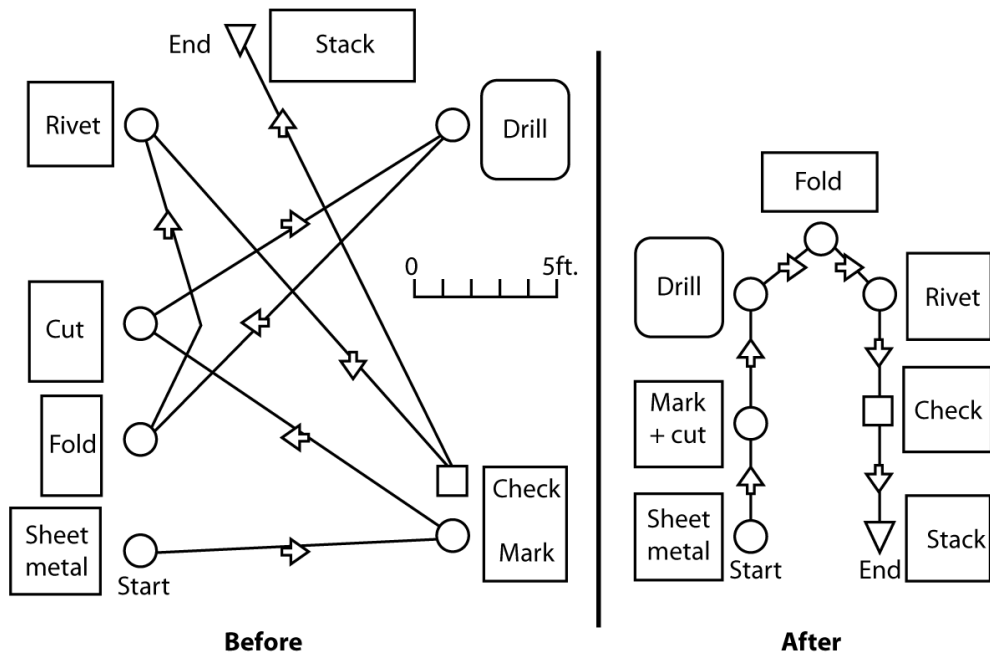 End
Stack
Rivet
Drill
0 5ft.
Cut
Fold
Check
Mark
Sheet
metal
Start
Before
Fold
Drill
Rivet
Mark
+ cut
Check
Sheet
metal
Start
End
Stack
After